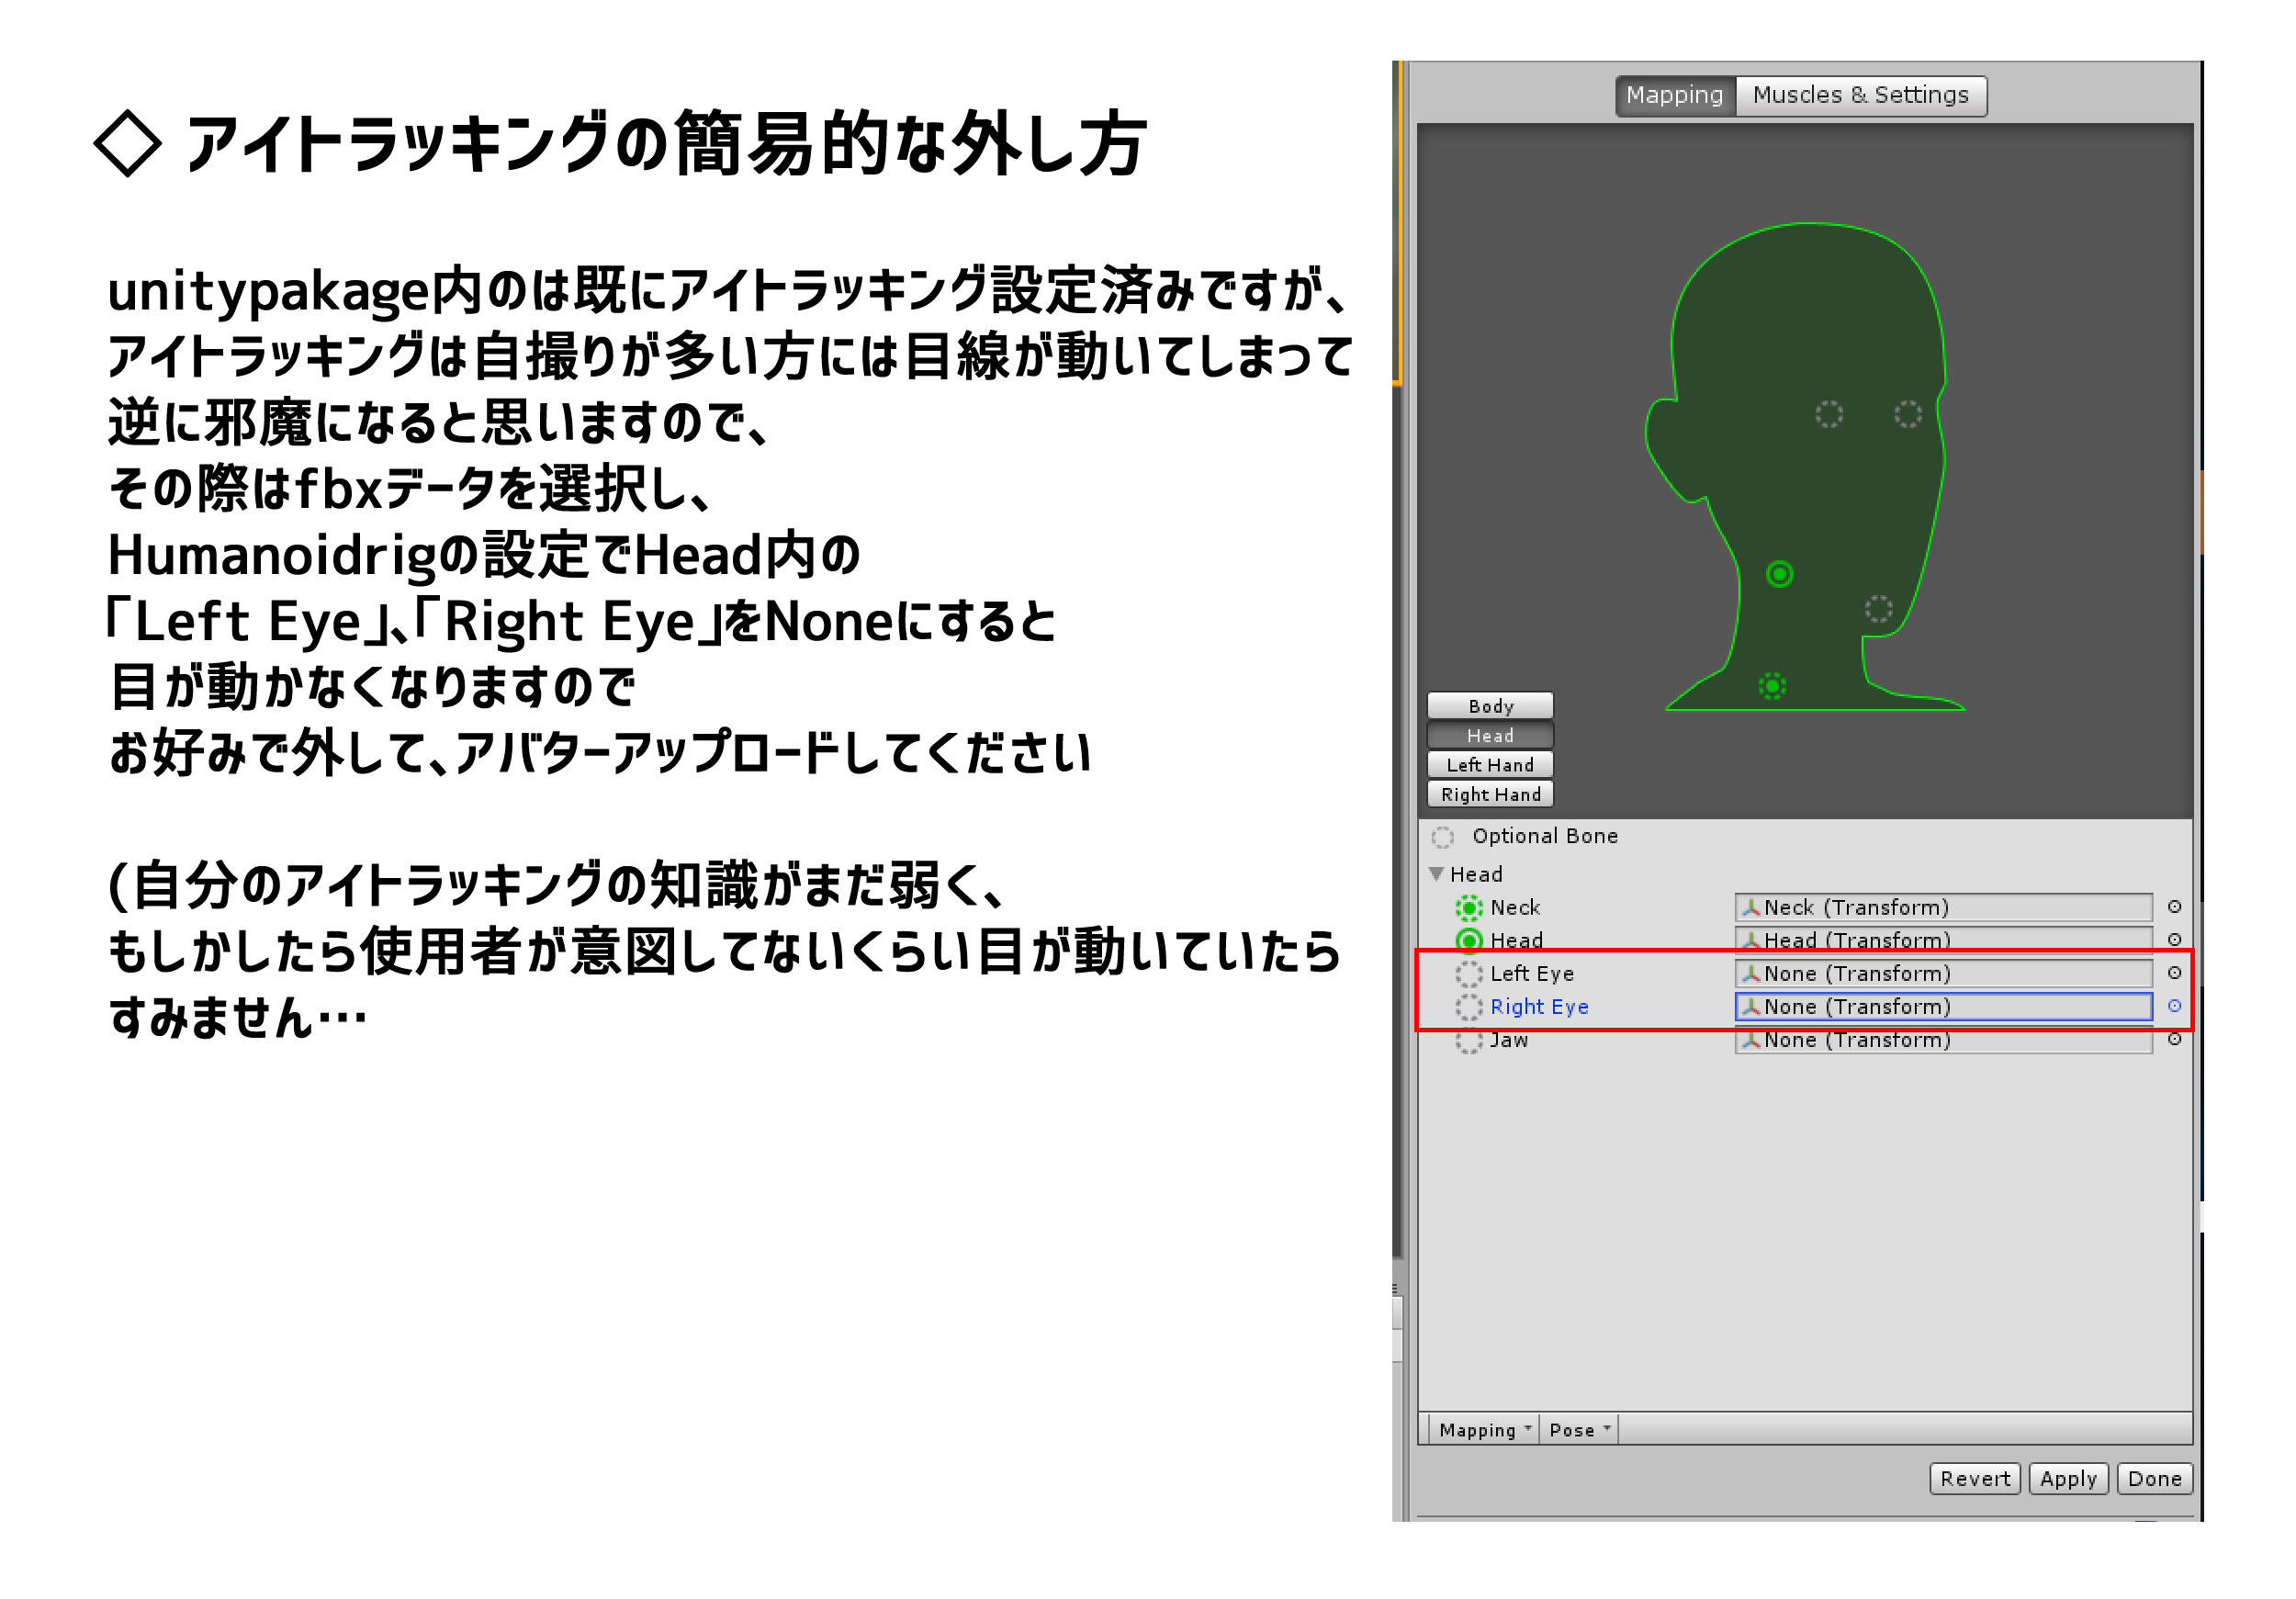 ◇ アイトラッキングの簡易的な外し方
unitypakage内のは既にアイトラッキング設定済みですが、
アイトラッキングは自撮りが多い方には目線が動いてしまって
逆に邪魔になると思いますので、
その際はfbxデータを選択し、
Humanoidrigの設定でHead内の
「Left Eye」、「Right Eye」をNoneにすると
目が動かなくなりますので
お好みで外して、アバターアップロードしてください
(自分のアイトラッキングの知識がまだ弱く、
もしかしたら使用者が意図してないくらい目が動いていたら
すみません…
Mapping Muscles & Settings
Body
Head
Left Hand
Right Hand
Optional Bone
Head
Neck Neck (Transform)
Head Head (Transform)
Left Eye None (Transform)
Right Eye None (Transform)
Jaw None (Transform)
Mapping Pose
Revert Apply Done